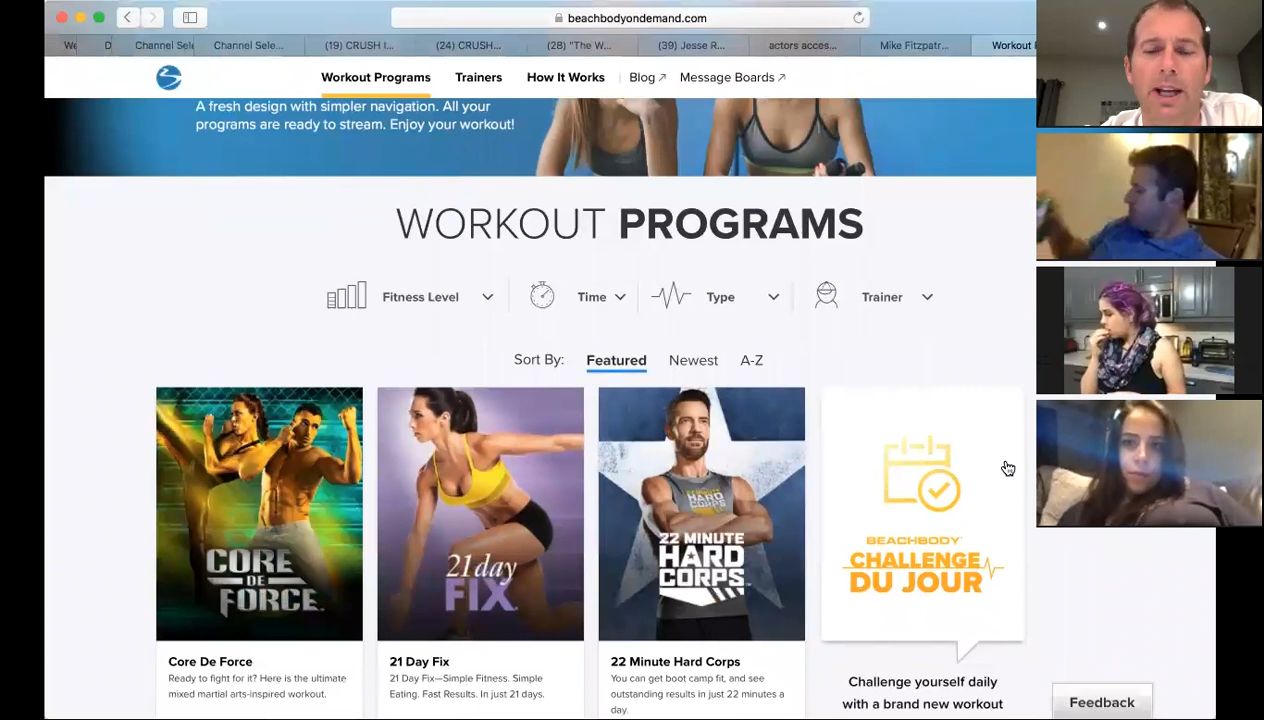 beachbodyondemand.com
We
D
Channel Sele
Channel Sele...
(19) CRUSH I...
(24) CRUSH...
(28) "The W...
(39) Jesse R...
actors acces...
Mike Fitzpatr...
Workout
Workout Programs
Trainers
How It Works
Blog
Message Boards
A fresh design with simpler navigation. All your
programs are ready to stream. Enjoy your workout!
WORKOUT PROGRAMS
Fitness Level
Time
Type
Trainer
Sort By: Featured Newest A-Z
CORE
DE
FORCE
21 day
FIX
22 MINUTE
HARD
CORPS
BEACHBODY
CHALLENGE
DU JOUR
Core De Force
Ready to fight for it? Here is the ultimate
mixed martial arts-inspired workout.
21 Day Fix
21 Day Fix—Simple Fitness. Simple
Eating. Fast Results. In just 21 days.
22 Minute Hard Corps
You can get boot camp fit, and see
outstanding results in just 22 minutes a
day.
Challenge yourself daily
with a brand new workout
Feedback